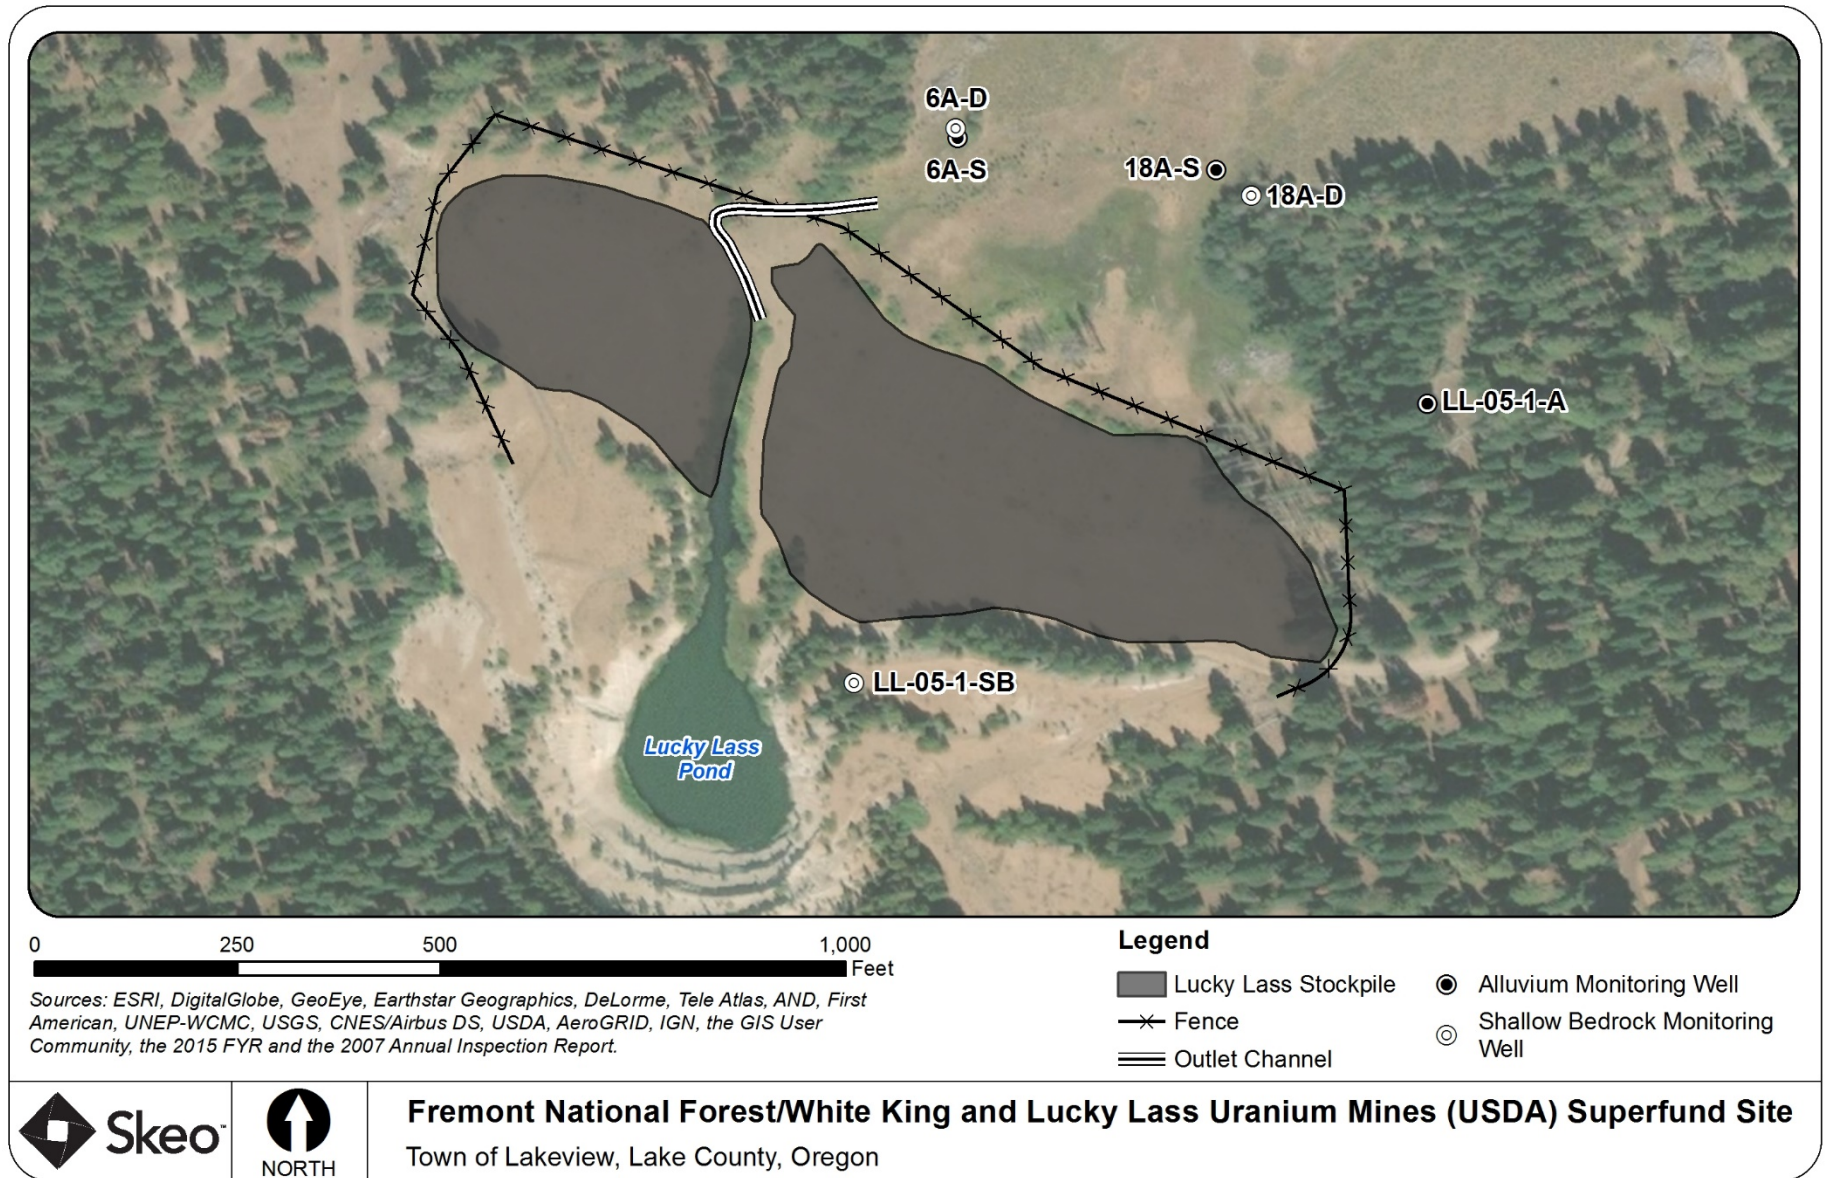 6A-D
6A-S
18A-S
18A-D
LL-05-1-A
LL-05-1-SB
Lucky Lass
Pond
0 250 500 1,000
Feet
Sources: ESRI, DigitalGlobe, GeoEye, Earthstar Geographics, DeLorme, Tele Atlas, AND, First
American, UNEP-WCMC, USGS, CNES/Airbus DS, USDA, AeroGRID, IGN, the GIS User
Community, the 2015 FYR and the 2007 Annual Inspection Report.
Legend
Lucky Lass Stockpile
Fence
Outlet Channel
Alluvium Monitoring Well
Shallow Bedrock Monitoring
Well
Skeo™
NORTH
Fremont National Forest/White King and Lucky Lass Uranium Mines (USDA) Superfund Site
Town of Lakeview, Lake County, Oregon